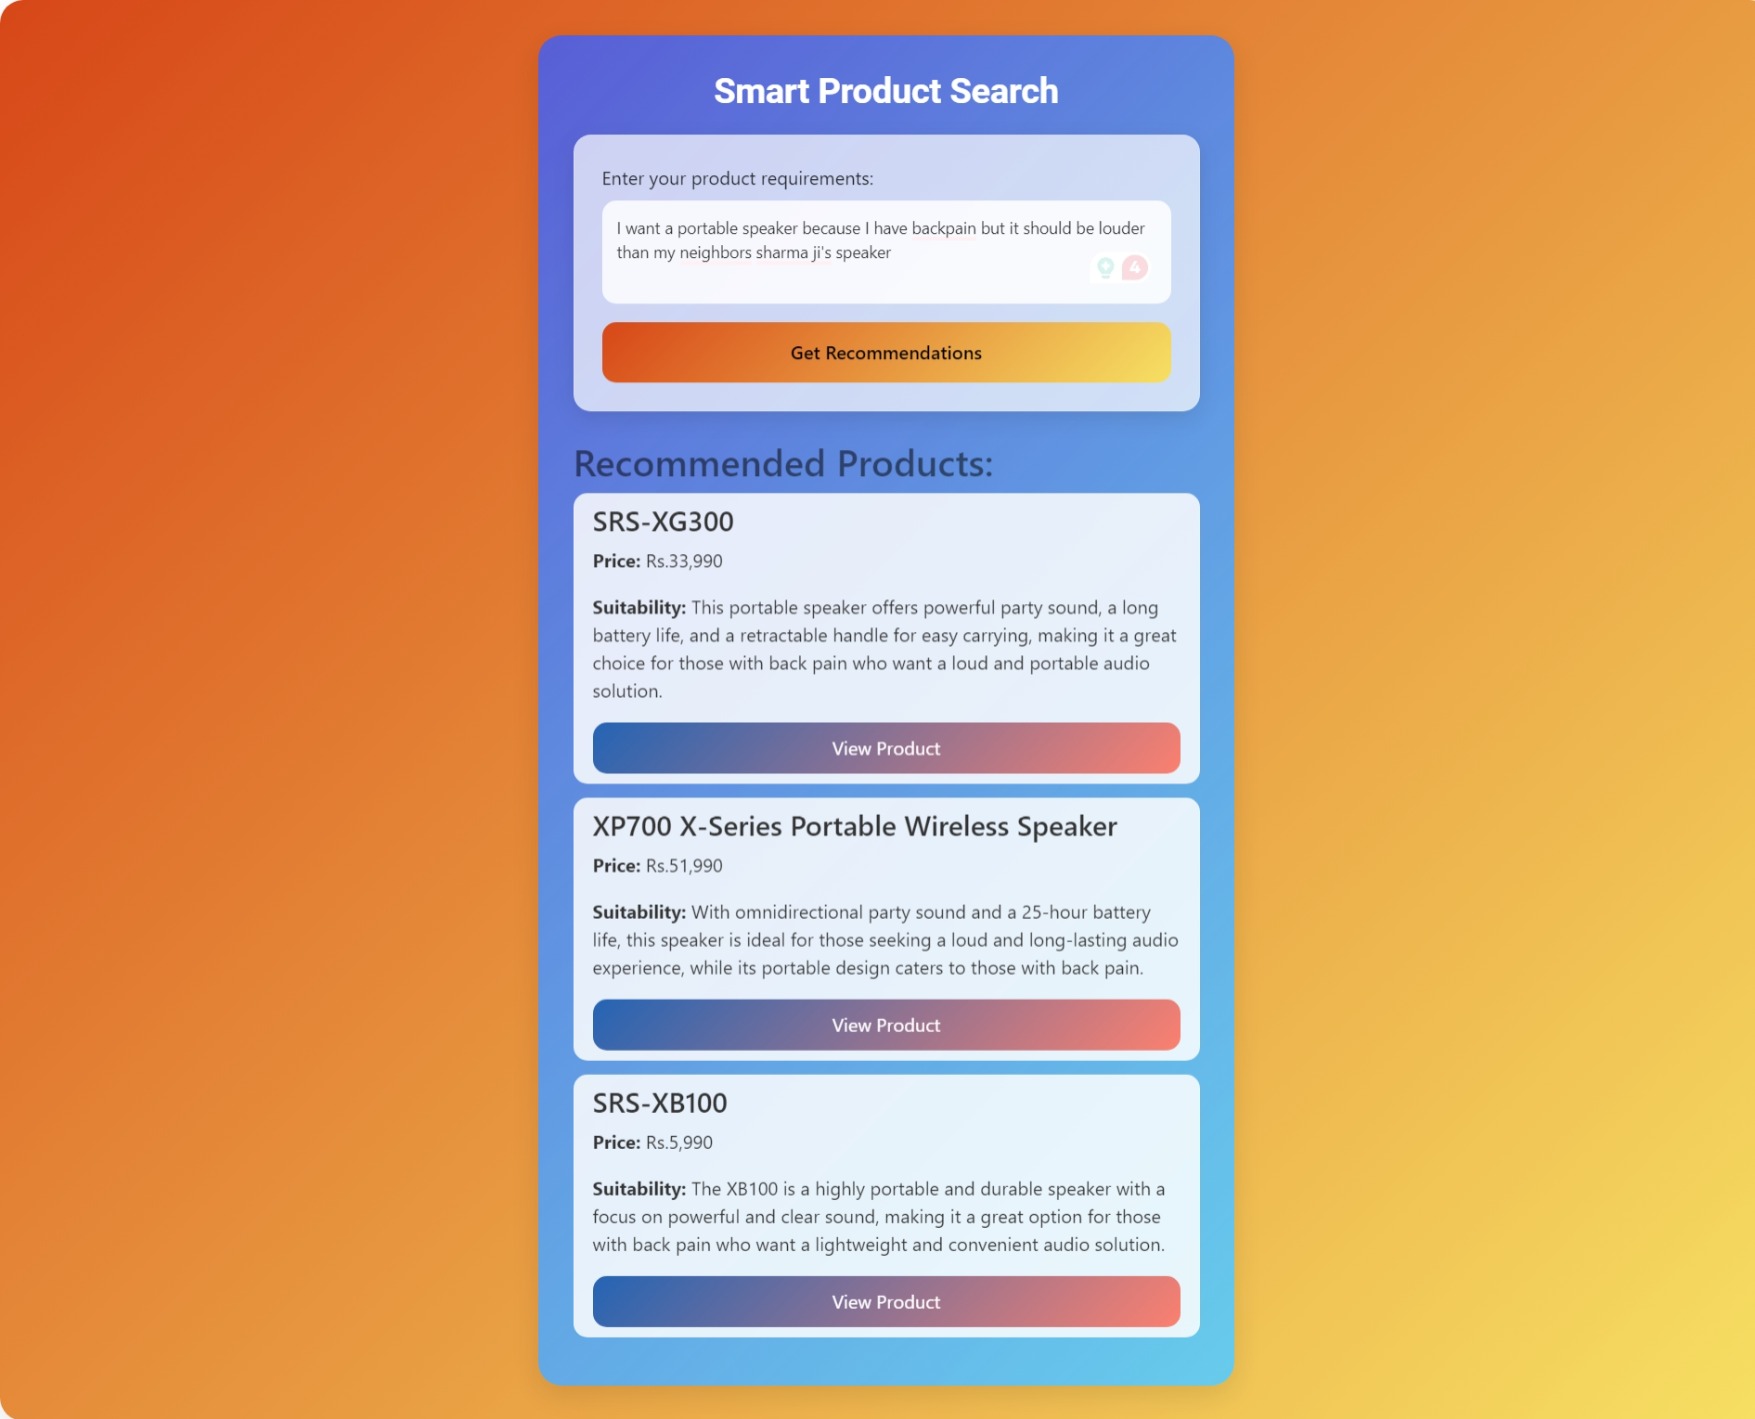 Smart Product Search
Enter your product requirements:
I want a portable speaker because I have backpain but it should be louder
than my neighbors sharma ji's speaker
4
Get Recommendations
Recommended Products:
SRS-XG300
Price: Rs.33,990
Suitability: This portable speaker offers powerful party sound, a long
battery life, and a retractable handle for easy carrying, making it a great
choice for those with back pain who want a loud and portable audio
solution.
View Product
XP700 X-Series Portable Wireless Speaker
Price: Rs.51,990
Suitability: With omnidirectional party sound and a 25-hour battery
life, this speaker is ideal for those seeking a loud and long-lasting audio
experience, while its portable design caters to those with back pain.
View Product
SRS-XB100
Price: Rs.5,990
Suitability: The XB100 is a highly portable and durable speaker with a
focus on powerful and clear sound, making it a great option for those
with back pain who want a lightweight and convenient audio solution.
View Product